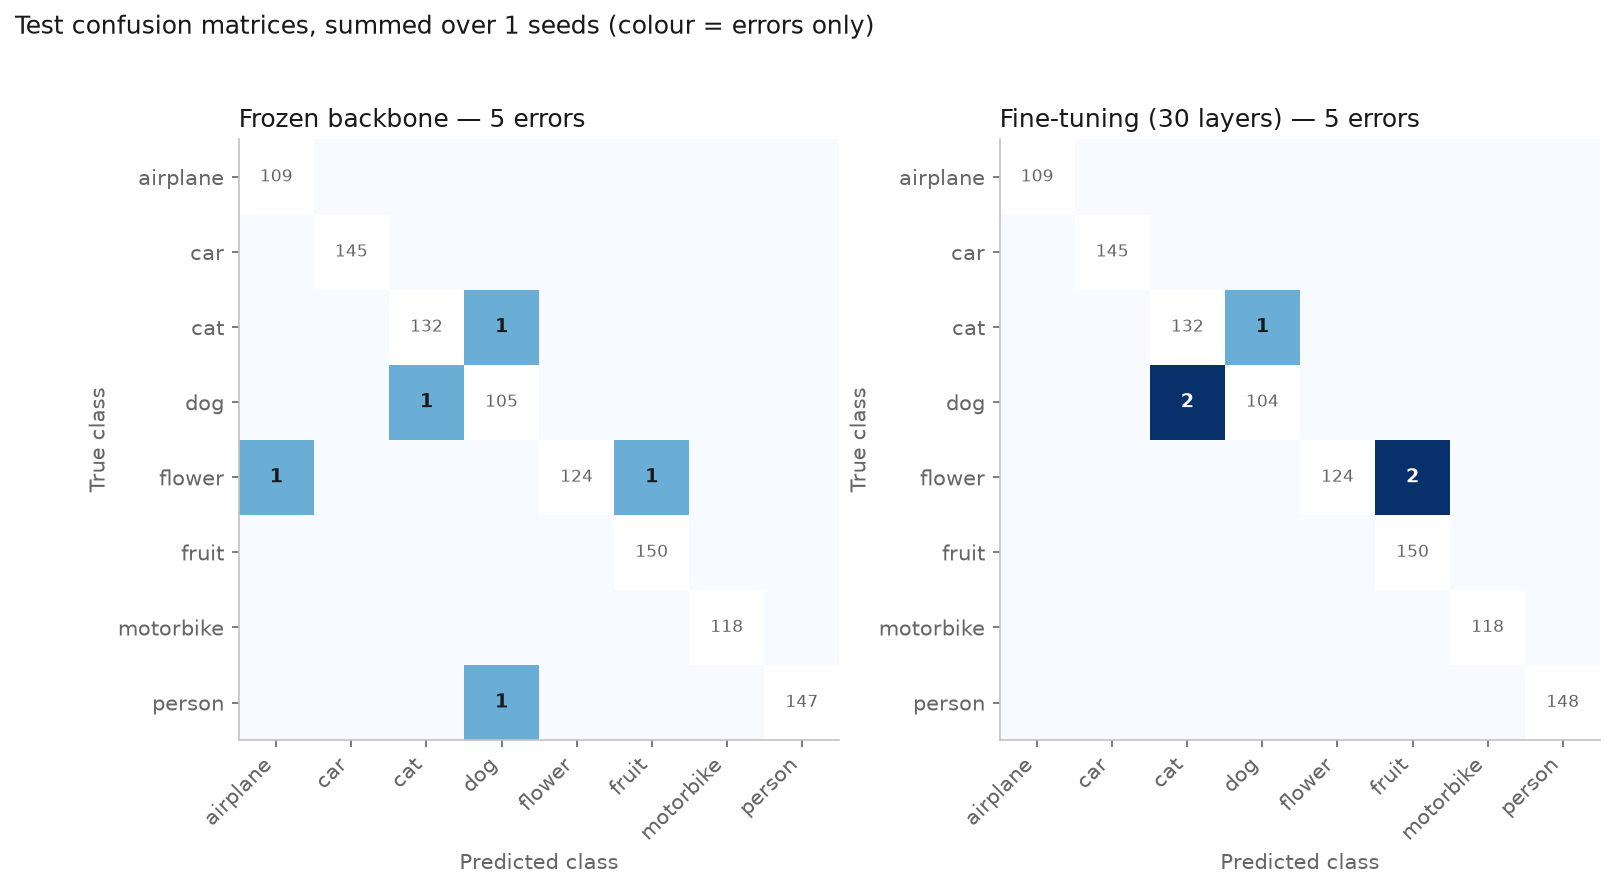 Test confusion matrices, summed over 1 seeds (colour = errors only)
Frozen backbone — 5 errors
True class
airplane 109
car 145
cat 132 1
dog 1 105
flower 1 124 1
fruit 150
motorbike 118
person 1 147
airplane car cat dog flower fruit motorbike person
Predicted class
Fine-tuning (30 layers) — 5 errors
True class
airplane 109
car 145
cat 132 1
dog 2 104
flower 124 2
fruit 150
motorbike 118
person 148
airplane car cat dog flower fruit motorbike person
Predicted class